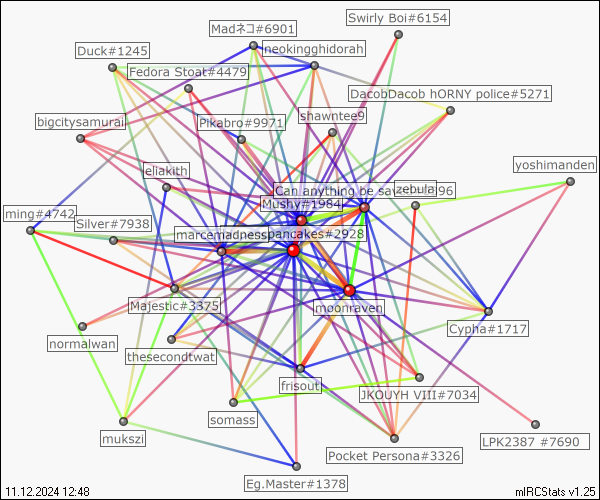 Swirly Boi#6154
Madネコ#6901
neokingghidorah
Duck#1245
Fedora Stoat#4479
DacobDacob hORNY police#5271
shawntee9
bigcitysamurai
Pikabro#9971
yoshimanden
eliakith
Can anything be save
96
zebula
Mushy#1984
ming#4742
Silver#7938
marcemadness
pancakes#2928
Majestic#3375
moonraven
Cypha#1717
normalwan
thesecondtwat
frisout
JKOUYH VIII#7034
somass
mukszi
LPK2387 #7690
Pocket Persona#3326
Eg.Master#1378
11.12.2024 12:48
mIRCStats v1.25